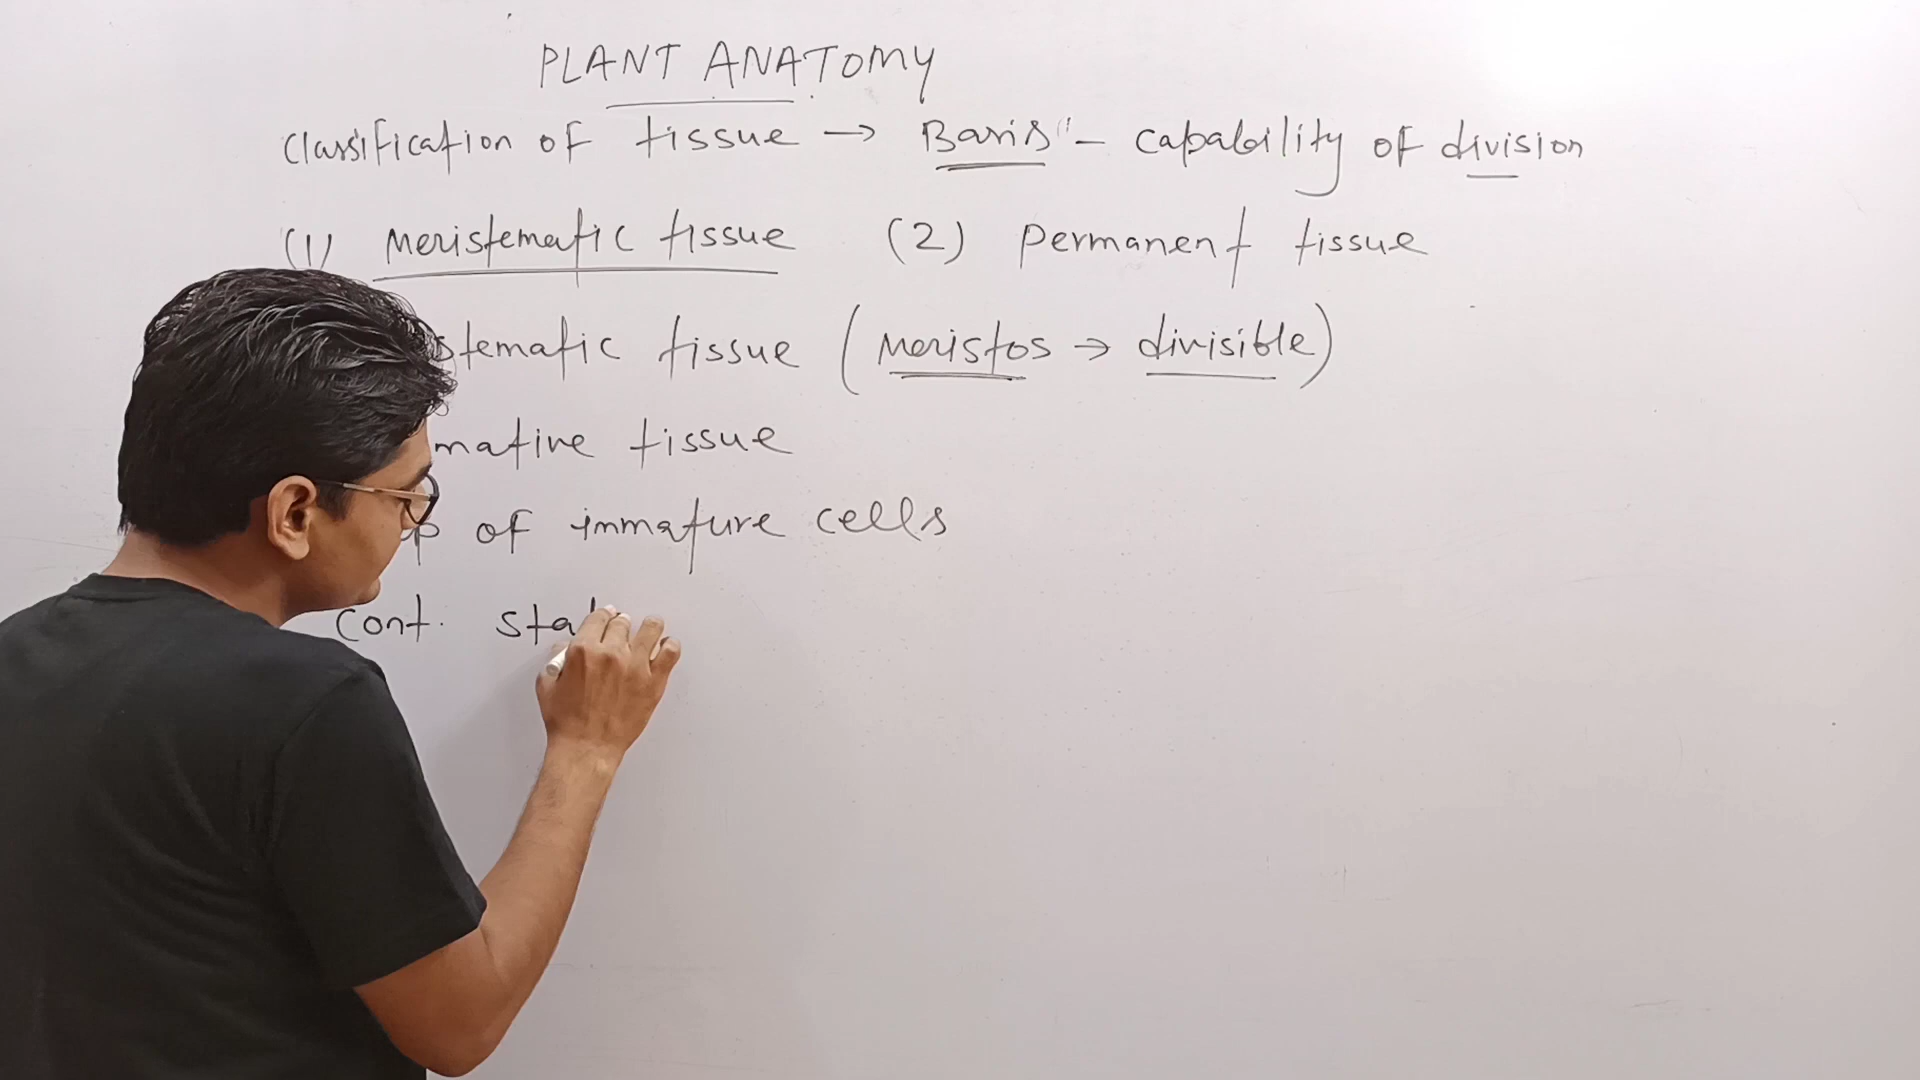 PLANT ANATOMY
Classification of tissue → Basis" - capability of division
(1) Meristematic tissue (2) Permanent tissue
stematic tissue (Meristos → divisible)
mative tissue
of immature cells
cont.